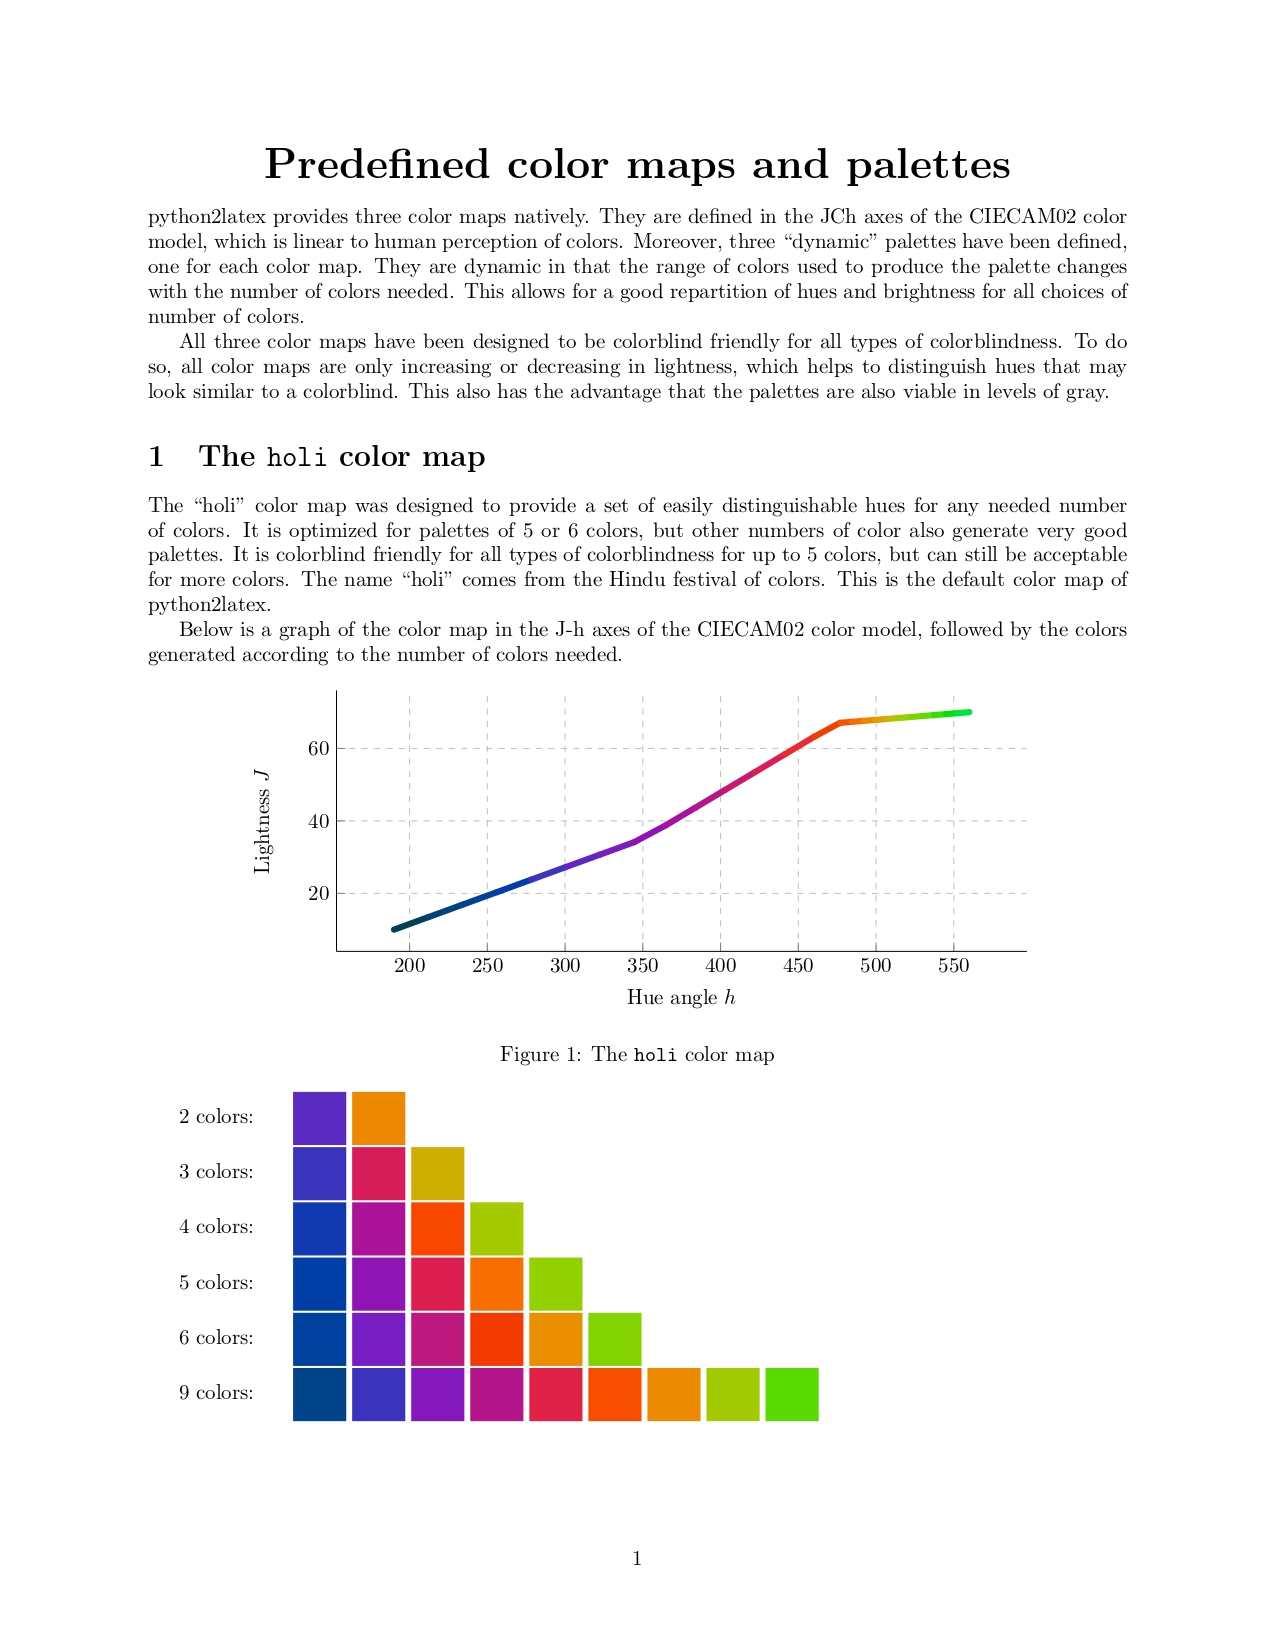 Predefined color maps and palettes
python2latex provides three color maps natively. They are defined in the JCh axes of the CIECAM02 color
model, which is linear to human perception of colors. Moreover, three “dynamic” palettes have been defined,
one for each color map. They are dynamic in that the range of colors used to produce the palette changes
with the number of colors needed. This allows for a good repartition of hues and brightness for all choices of
number of colors.
All three color maps have been designed to be colorblind friendly for all types of colorblindness. To do
so, all color maps are only increasing or decreasing in lightness, which helps to distinguish hues that may
look similar to a colorblind. This also has the advantage that the palettes are also viable in levels of gray.
1 The holi color map
The “holi” color map was designed to provide a set of easily distinguishable hues for any needed number
of colors. It is optimized for palettes of 5 or 6 colors, but other numbers of color also generate very good
palettes. It is colorblind friendly for all types of colorblindness for up to 5 colors, but can still be acceptable
for more colors. The name “holi” comes from the Hindu festival of colors. This is the default color map of
python2latex.
Below is a graph of the color map in the J-h axes of the CIECAM02 color model, followed by the colors
generated according to the number of colors needed.
60
40
20
Lightness J
200 250 300 350 400 450 500 550
Hue angle h
Figure 1: The holi color map
2 colors:
3 colors:
4 colors:
5 colors:
6 colors:
9 colors:
1